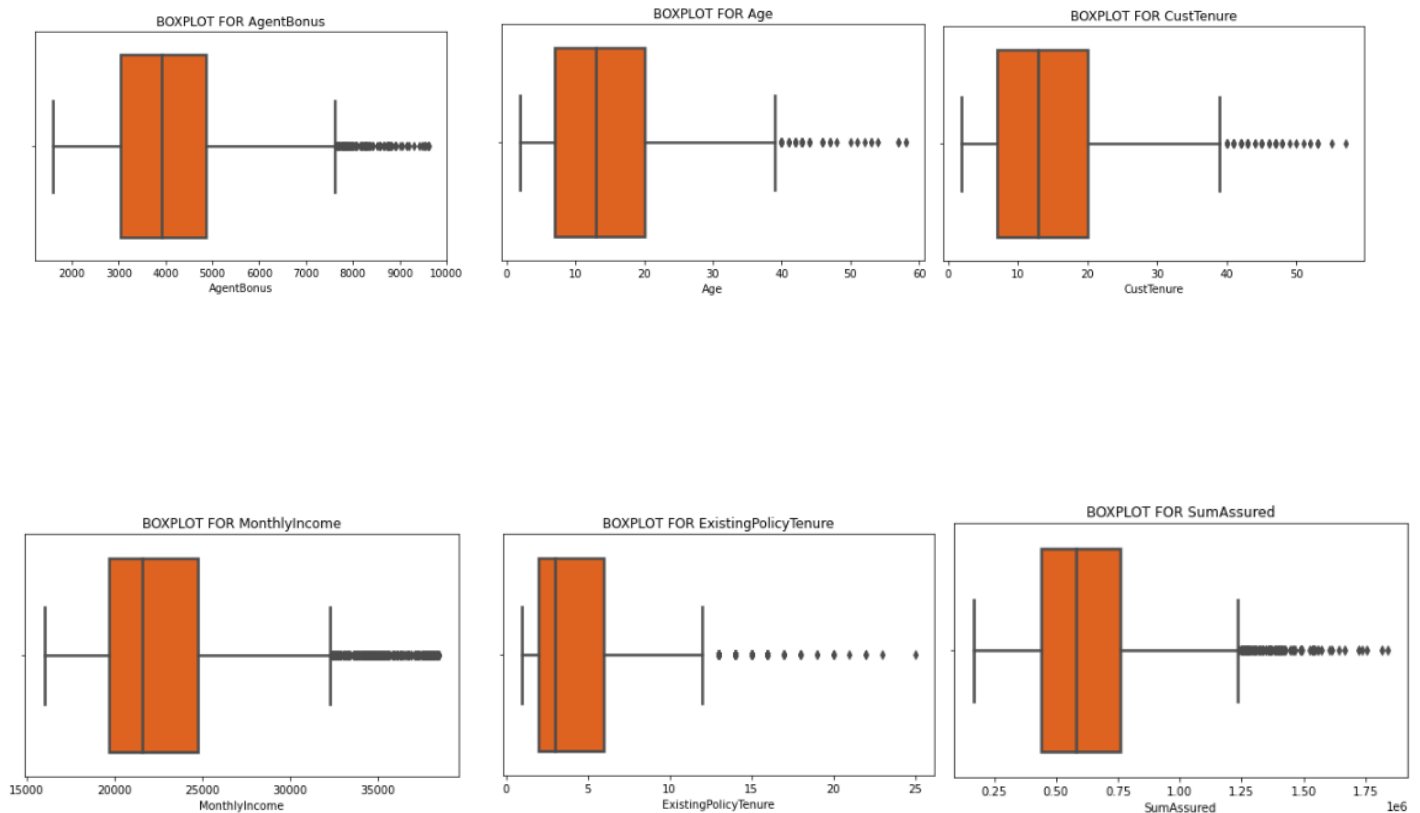 BOXPLOT FOR AgentBonus
2000 3000 4000 5000 6000 7000 8000 9000 10000
AgentBonus
BOXPLOT FOR Age
0 10 20 30 40 50 60
Age
BOXPLOT FOR CustTenure
0 10 20 30 40 50
CustTenure
BOXPLOT FOR MonthlyIncome
15000 20000 25000 30000 35000
MonthlyIncome
BOXPLOT FOR ExistingPolicyTenure
0 5 10 15 20 25
ExistingPolicyTenure
BOXPLOT FOR SumAssured
0.25 0.50 0.75 1.00 1.25 1.50 1.75
1e6
SumAssured